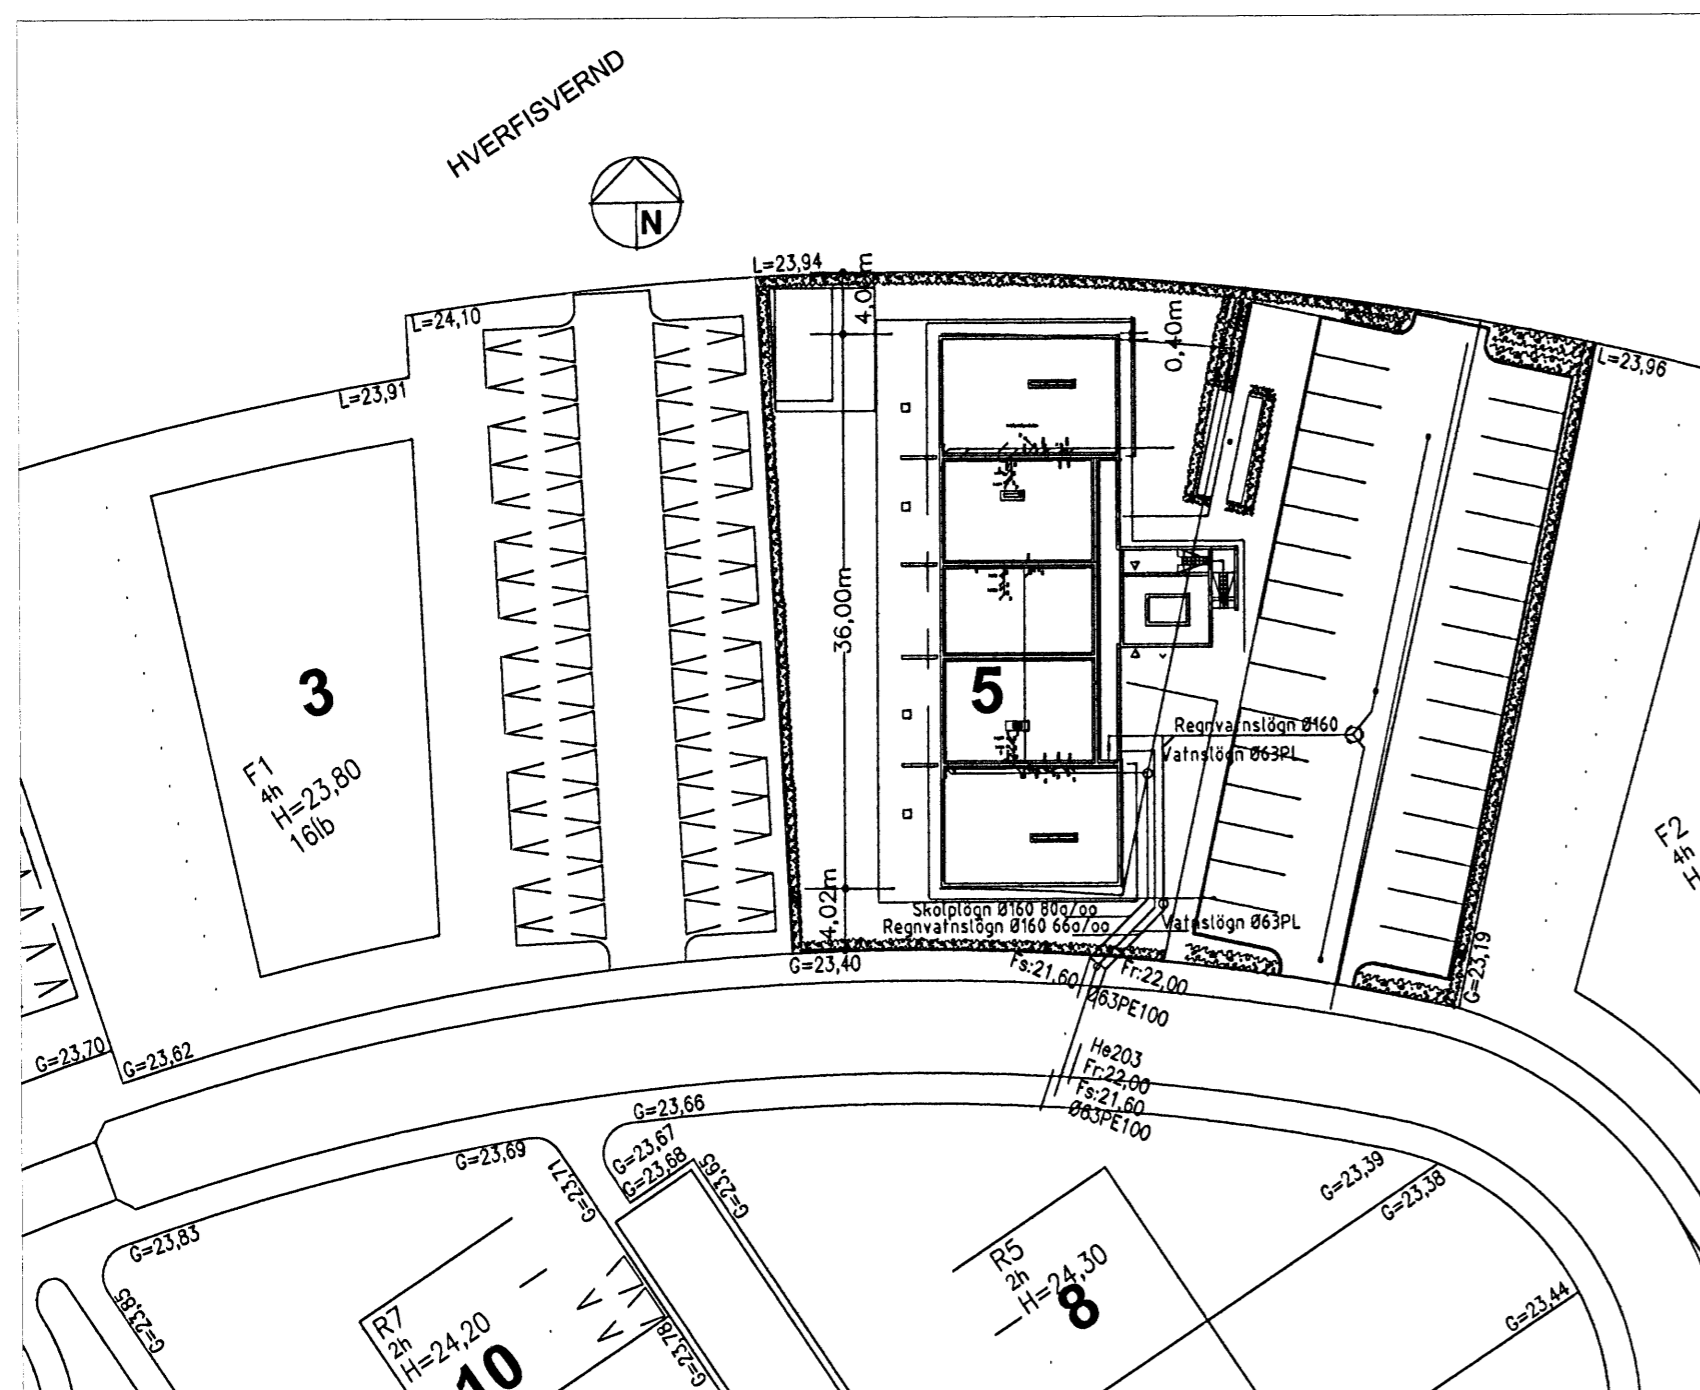 HVERFISVERND
N
L=23,94
L=24,10
L=23,91
L=23,96
0,40m
36,00m
4,02m
3
F1
4h
H=23,80
16íb
5
Regnvatnslögn Ø160
Vatnslögn Ø63PL
Skólplögn Ø160 80o/oo
Regnvatnslögn Ø160 66o/oo
Vatnslögn Ø63PL
F2
4h
G=23,40
Fs:21,60
Fr:22,00
Ø63PE100
G=23,19
G=23,70
G=23,62
He203
Fr:22,00
Fs:21,60
Ø63PE100
G=23,66
G=23,67
G=23,68
G=23,65
G=23,69
G=23,71
G=23,83
G=23,85
G=23,39
G=23,38
G=23,44
R7
2h
H=24,20
10
G=23,78
R5
2h
H=24,30
8